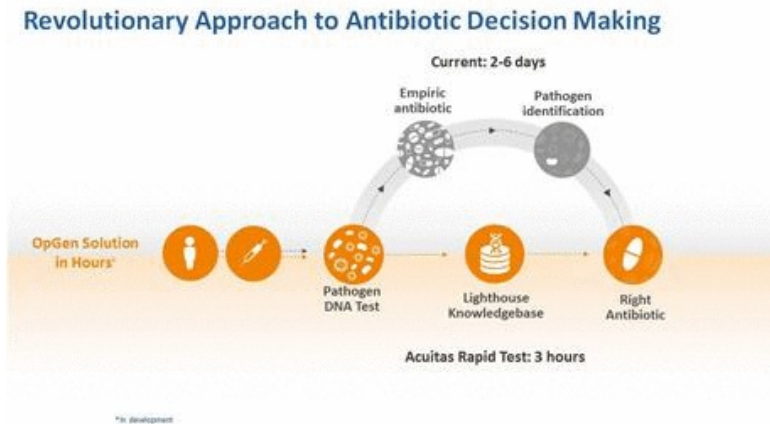 Revolutionary Approach to Antibiotic Decision Making
Current: 2-6 days
Empiric
antibiotic
Pathogen
identification
OpGen Solution
in Hours*
Pathogen
DNA Test
Lighthouse
Knowledgebase
Right
Antibiotic
Acuitas Rapid Test: 3 hours
*In development